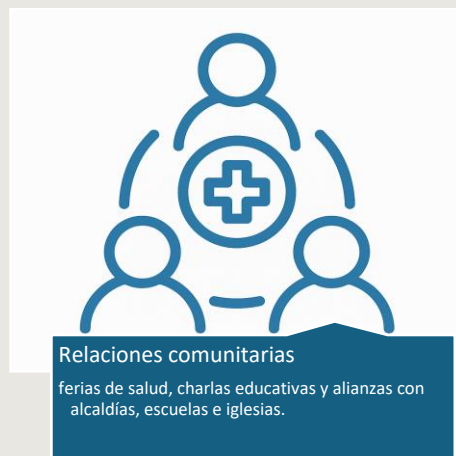 Relaciones comunitarias
ferias de salud, charlas educativas y alianzas con
alcaldías, escuelas e iglesias.